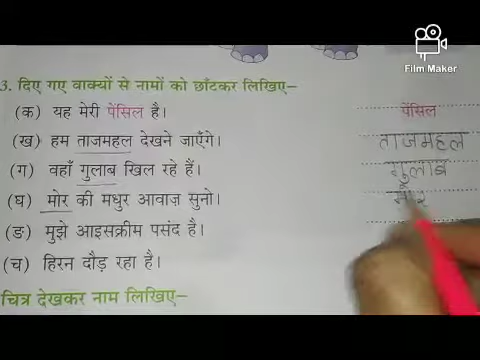 Film Maker
3. दिए गए वाक्यों से नामों को छाँटकर लिखिए–
(क) यह मेरी पेंसिल है। पेंसिल
(ख) हम ताजमहल देखने जाएँगे। ताजमहल
(ग) वहाँ गुलाब खिल रहे हैं। गुलाब
(घ) मोर की मधुर आवाज़ सुनो। मोर
(ङ) मुझे आइसक्रीम पसंद है।
(च) हिरन दौड़ रहा है।
चित्र देखकर नाम लिखिए–